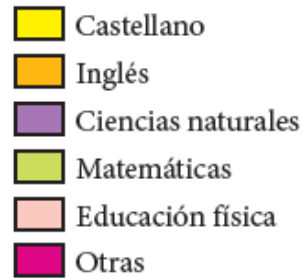 Castellano
Inglés
Ciencias naturales
Matemáticas
Educación física
Otras